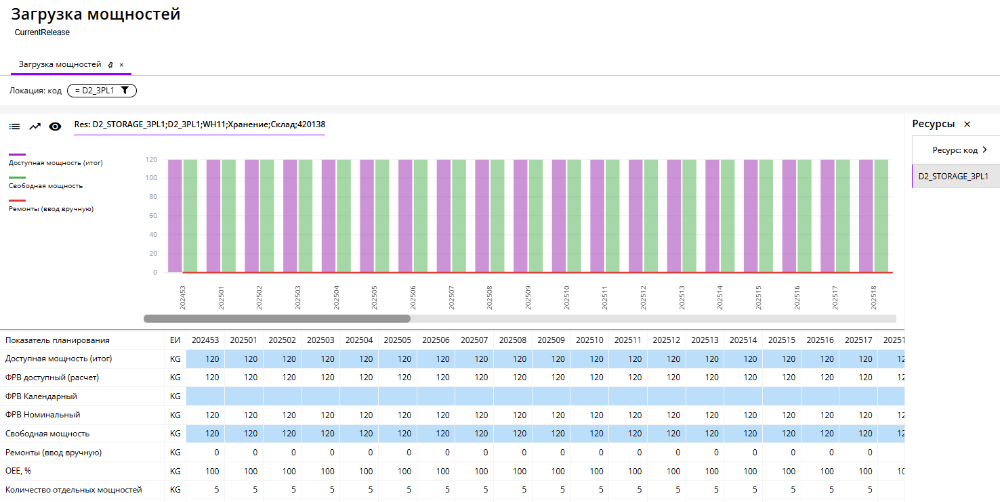 Загрузка мощностей
CurrentRelease
Загрузка мощностей ×
Локация: код = D2_3PL1
Res: D2_STORAGE_3PL1;D2_3PL1;WH11;Хранение;Склад;420138
Ресурсы ×
Ресурс: код
D2_STORAGE_3PL1
Доступная мощность (итог)
Свободная мощность
Ремонты (ввод вручную)
120
100
80
60
40
20
0
202453 202501 202502 202503 202504 202505 202506 202507 202508 202509 202510 202511 202512 202513 202514 202515 202516 202517 202518
Показатель планирования ЕИ 202453 202501 202502 202503 202504 202505 202506 202507 202508 202509 202510 202511 202512 202513 202514 202515 202516 202517
Доступная мощность (итог) KG 120 120 120 120 120 120 120 120 120 120 120 120 120 120 120 120 120 120
ФРВ доступный (расчет) KG 120 120 120 120 120 120 120 120 120 120 120 120 120 120 120 120 120 120
ФРВ Календарный KG
ФРВ Номинальный KG 120 120 120 120 120 120 120 120 120 120 120 120 120 120 120 120 120 120
Свободная мощность KG 120 120 120 120 120 120 120 120 120 120 120 120 120 120 120 120 120 120
Ремонты (ввод вручную) KG 0 0 0 0 0 0 0 0 0 0 0 0 0 0 0 0 0 0
OEE, % KG 100 100 100 100 100 100 100 100 100 100 100 100 100 100 100 100 100 100
Количество отдельных мощностей KG 5 5 5 5 5 5 5 5 5 5 5 5 5 5 5 5 5 5